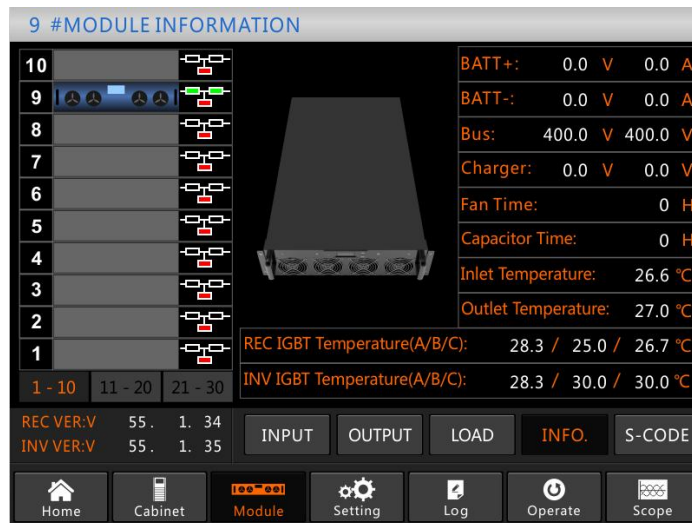 9 #MODULE INFORMATION
10
9
8
7
6
5
4
3
2
1
1 - 10 11 - 20 21 - 30
REC VER:V 55. 1. 34
INV VER:V 55. 1. 35
BATT+: 0.0 V 0.0 A
BATT-: 0.0 V 0.0 A
Bus: 400.0 V 400.0 V
Charger: 0.0 V 0.0 V
Fan Time: 0 H
Capacitor Time: 0 H
Inlet Temperature: 26.6 ℃
Outlet Temperature: 27.0 ℃
REC IGBT Temperature(A/B/C): 28.3 / 25.0 / 26.7 ℃
INV IGBT Temperature(A/B/C): 28.3 / 30.0 / 30.0 ℃
INPUT OUTPUT LOAD INFO. S-CODE
Home Cabinet Module Setting Log Operate Scope